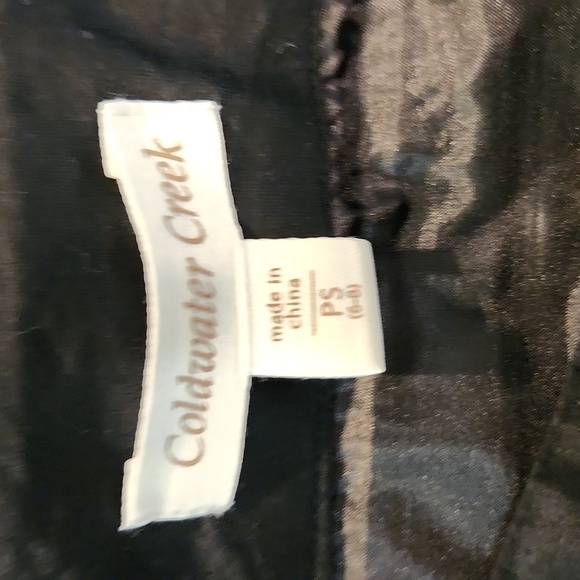 Coldwater Creek
made in
china
PS
(6-8)